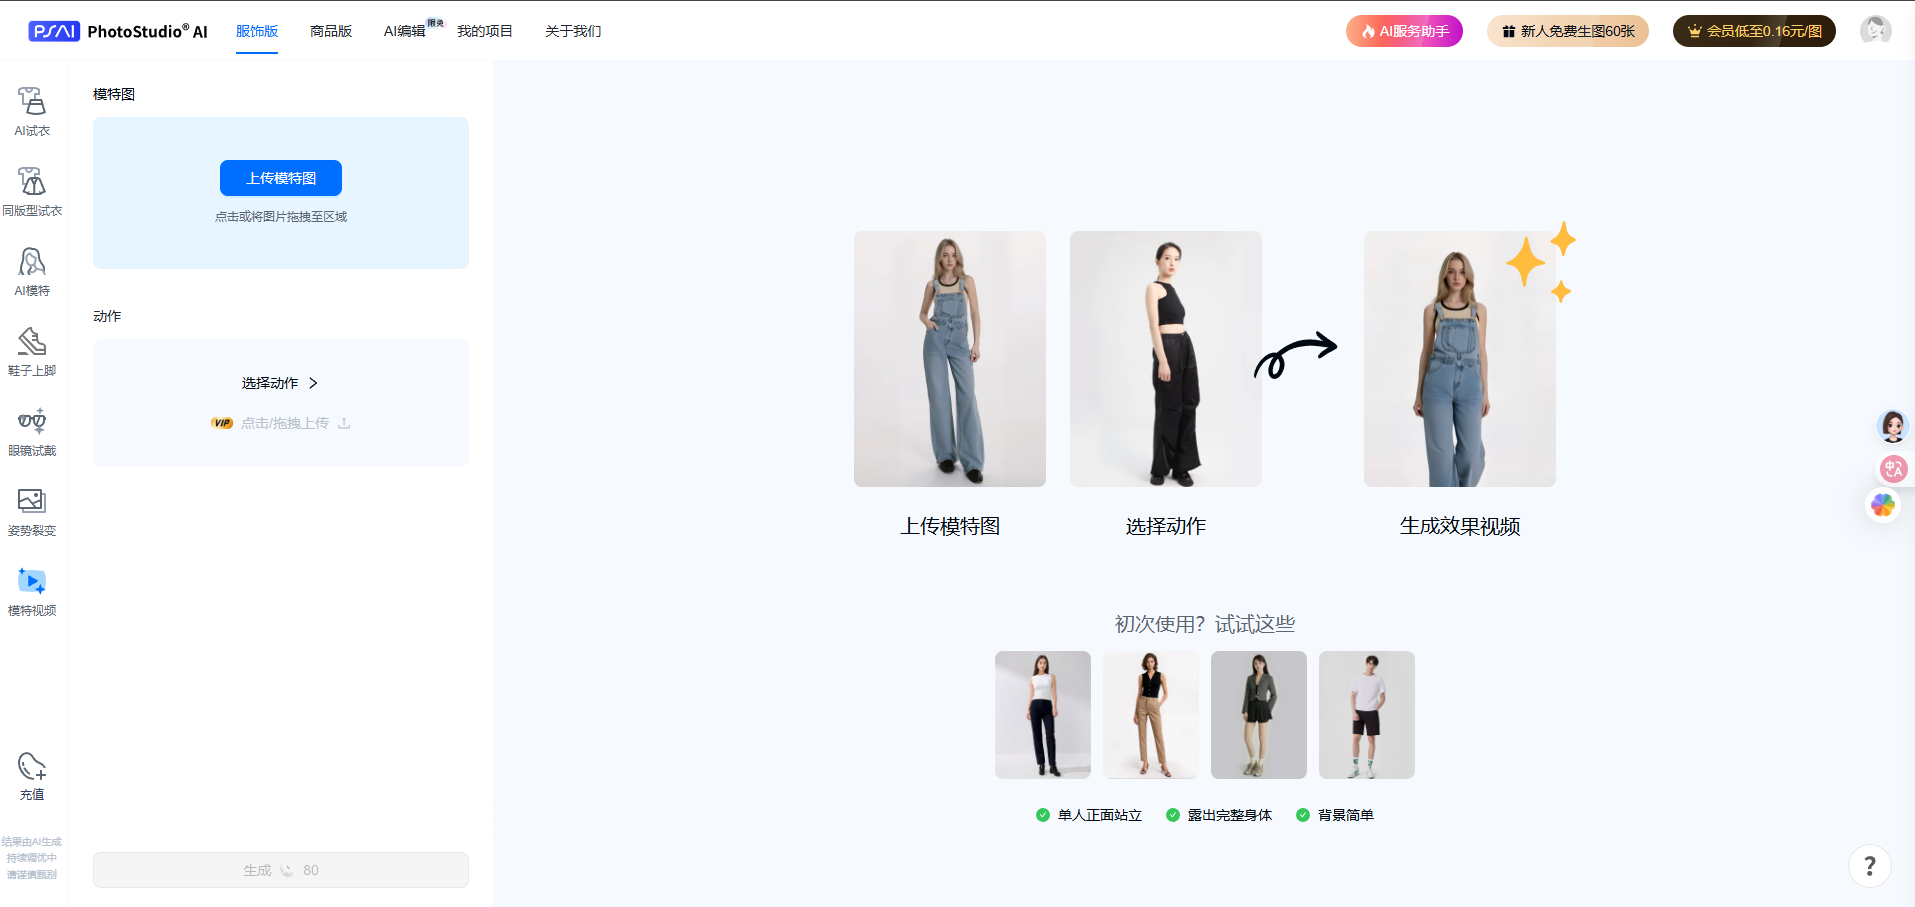 PSAI PhotoStudio® AI
服饰版
商品版
AI编辑
限免
我的项目
关于我们
AI服务助手
新人免费生图60张
会员低至0.16元/图
AI试衣
同版型试衣
AI模特
鞋子上脚
眼镜试戴
姿势裂变
模特视频
充值
结果由AI生成
持续调优中
请谨慎甄别
模特图
上传模特图
点击或将图片拖拽至区域
动作
选择动作
VIP 点击/拖拽上传
生成 80
上传模特图
选择动作
生成效果视频
初次使用？试试这些
单人正面站立
露出完整身体
背景简单
中A
?